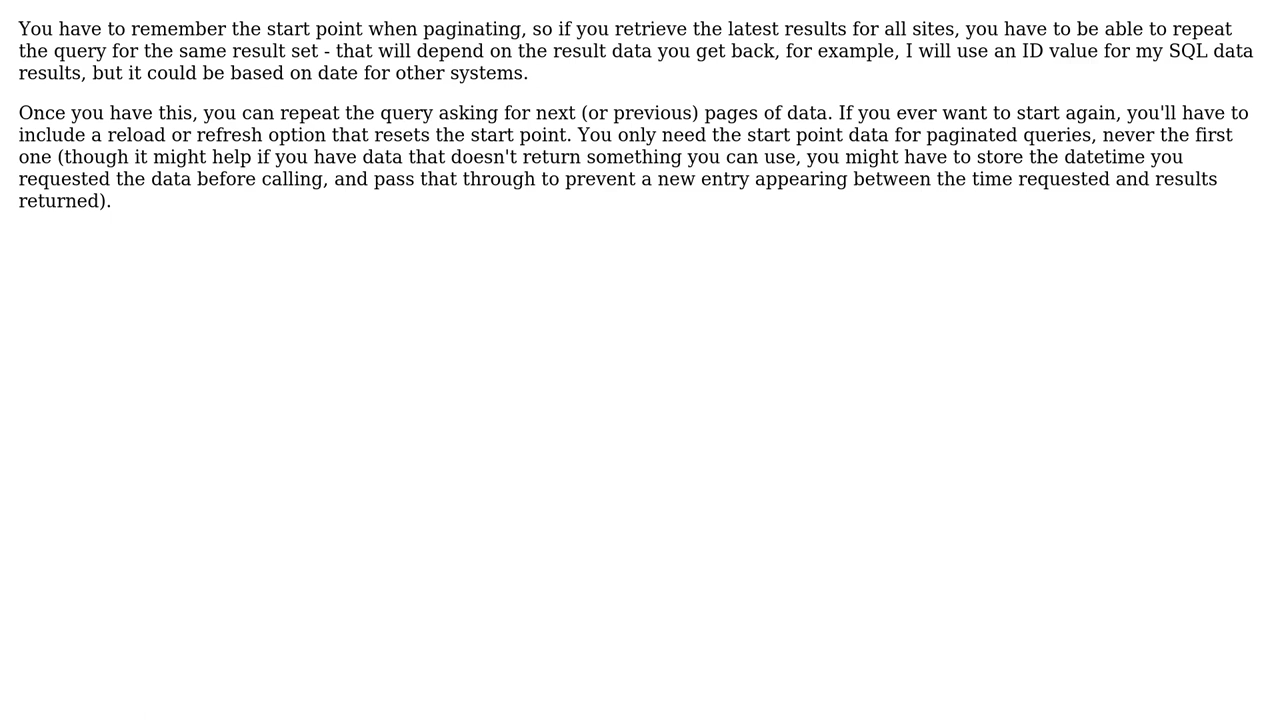 You have to remember the start point when paginating, so if you retrieve the latest results for all sites, you have to be able to repeat
the query for the same result set - that will depend on the result data you get back, for example, I will use an ID value for my SQL data
results, but it could be based on date for other systems.
Once you have this, you can repeat the query asking for next (or previous) pages of data. If you ever want to start again, you'll have to
include a reload or refresh option that resets the start point. You only need the start point data for paginated queries, never the first
one (though it might help if you have data that doesn't return something you can use, you might have to store the datetime you
requested the data before calling, and pass that through to prevent a new entry appearing between the time requested and results
returned).